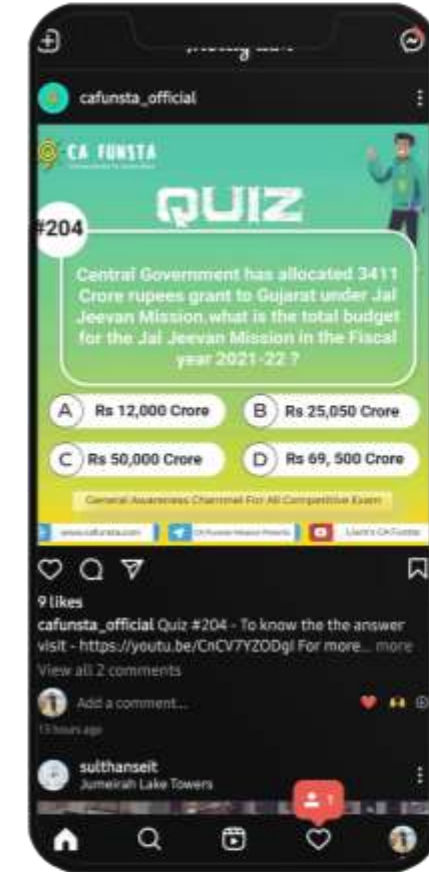 cafunsta_official
CA FUNSTA
QUIZ
#204
Central Government has allocated 3411
Crore rupees grant to Gujarat under Jal
Jeevan Mission.what is the total budget
for the Jal Jeevan Mission in the Fiscal
year 2021-22 ?
A Rs 12,000 Crore
B Rs 25,050 Crore
C Rs 50,000 Crore
D Rs 69, 500 Crore
General Awareness Channel For All Competitive Exam
www.cafunsta.com
9 likes
cafunsta_official Quiz #204 - To know the the answer
visit - https://youtu.be/CnCV7YZODgI For more... more
View all 2 comments
Add a comment...
13 hours ago
sulthanseit
Jumeirah Lake Towers
1